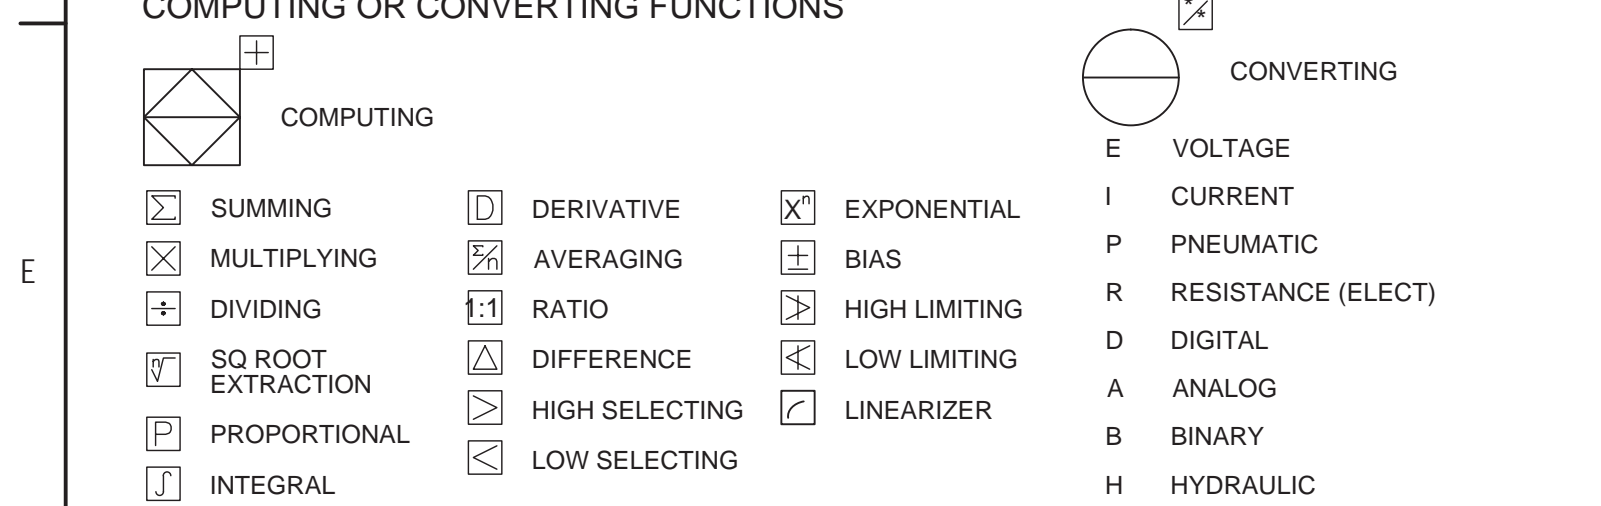 COMPUTING OR CONVERTING FUNCTIONS
+
COMPUTING
Σ SUMMING
X MULTIPLYING
÷ DIVIDING
n√ SQ ROOT
EXTRACTION
P PROPORTIONAL
∫ INTEGRAL
D DERIVATIVE
Σ/n AVERAGING
1:1 RATIO
△ DIFFERENCE
> HIGH SELECTING
< LOW SELECTING
Xⁿ EXPONENTIAL
± BIAS
HIGH LIMITING
LOW LIMITING
LINEARIZER
*/*
CONVERTING
E VOLTAGE
I CURRENT
P PNEUMATIC
R RESISTANCE (ELECT)
D DIGITAL
A ANALOG
B BINARY
H HYDRAULIC
E